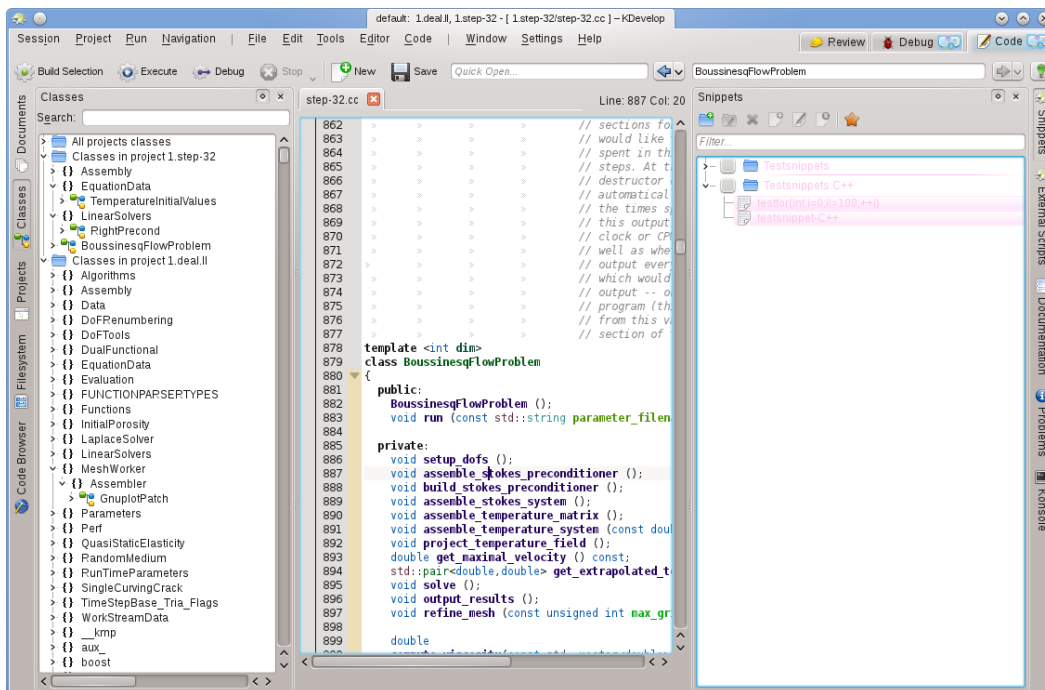 default: 1.deal.II, 1.step-32 - [ 1.step-32/step-32.cc ] – KDevelop
Session Project Run Navigation | File Edit Tools Editor Code | Window Settings Help
Review Debug Code
Build Selection Execute Debug Stop New Save Quick Open... BoussinesqFlowProblem
Documents
Classes
Projects
Filesystem
Code Browser
Classes
Search:
All projects classes
Classes in project 1.step-32
{} Assembly
{} EquationData
TemperatureInitialValues
{} LinearSolvers
RightPrecond
BoussinesqFlowProblem
Classes in project 1.deal.II
{} Algorithms
{} Assembly
{} Data
{} DoFRenumbering
{} DoFTools
{} DualFunctional
{} EquationData
{} Evaluation
{} FUNCTIONPARSERTYPES
{} Functions
{} InitialPorosity
{} LaplaceSolver
{} LinearSolvers
{} MeshWorker
{} Assembler
GnuplotPatch
{} Parameters
{} Perf
{} QuasiStaticElasticity
{} RandomMedium
{} RunTimeParameters
{} SingleCurvingCrack
{} TimeStepBase_Tria_Flags
{} WorkStreamData
{} __kmp
{} aux_
{} boost
step-32.cc Line: 887 Col: 20
862 // sections fo
863 // would like
864 // spent in th
865 // steps. At t
866 // destructor
867 // automatical
868 // the times s
869 // this output
870 // clock or CP
871 // well as whe
872 // output ever
873 // which would
874 // output -- o
875 // program (th
876 // from this v
877 // section of
878 template <int dim>
879 class BoussinesqFlowProblem
880 {
881 public:
882 BoussinesqFlowProblem ();
883 void run (const std::string parameter_filen
884
885 private:
886 void setup_dofs ();
887 void assemble_stokes_preconditioner ();
888 void build_stokes_preconditioner ();
889 void assemble_stokes_system ();
890 void assemble_temperature_matrix ();
891 void assemble_temperature_system (const doub
892 void project_temperature_field ();
893 double get_maximal_velocity () const;
894 std::pair<double,double> get_extrapolated_t
895 void solve ();
896 void output_results ();
897 void refine_mesh (const unsigned int max_gr
898
899 double
Snippets
Filter...
Testsnippets
Testsnippets C++
testfor(int i=0;i!=100;++i)
testsnippet-C++
Snippets
External Scripts
Documentation
Problems
Konsole